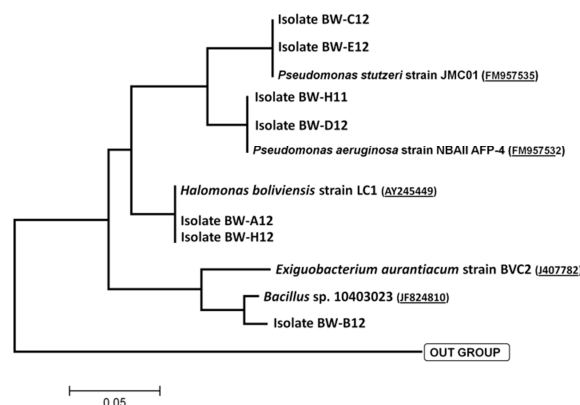 Isolate BW-C12
Isolate BW-E12
Pseudomonas stutzeri strain JMC01 (FM957535)
Isolate BW-H11
Isolate BW-D12
Pseudomonas aeruginosa strain NBAII AFP-4 (FM957532)
Halomonas boliviensis strain LC1 (AY245449)
Isolate BW-A12
Isolate BW-H12
Exiguobacterium aurantiacum strain BVC2 (J407782)
Bacillus sp. 10403023 (JF824810)
Isolate BW-B12
OUT GROUP
0.05